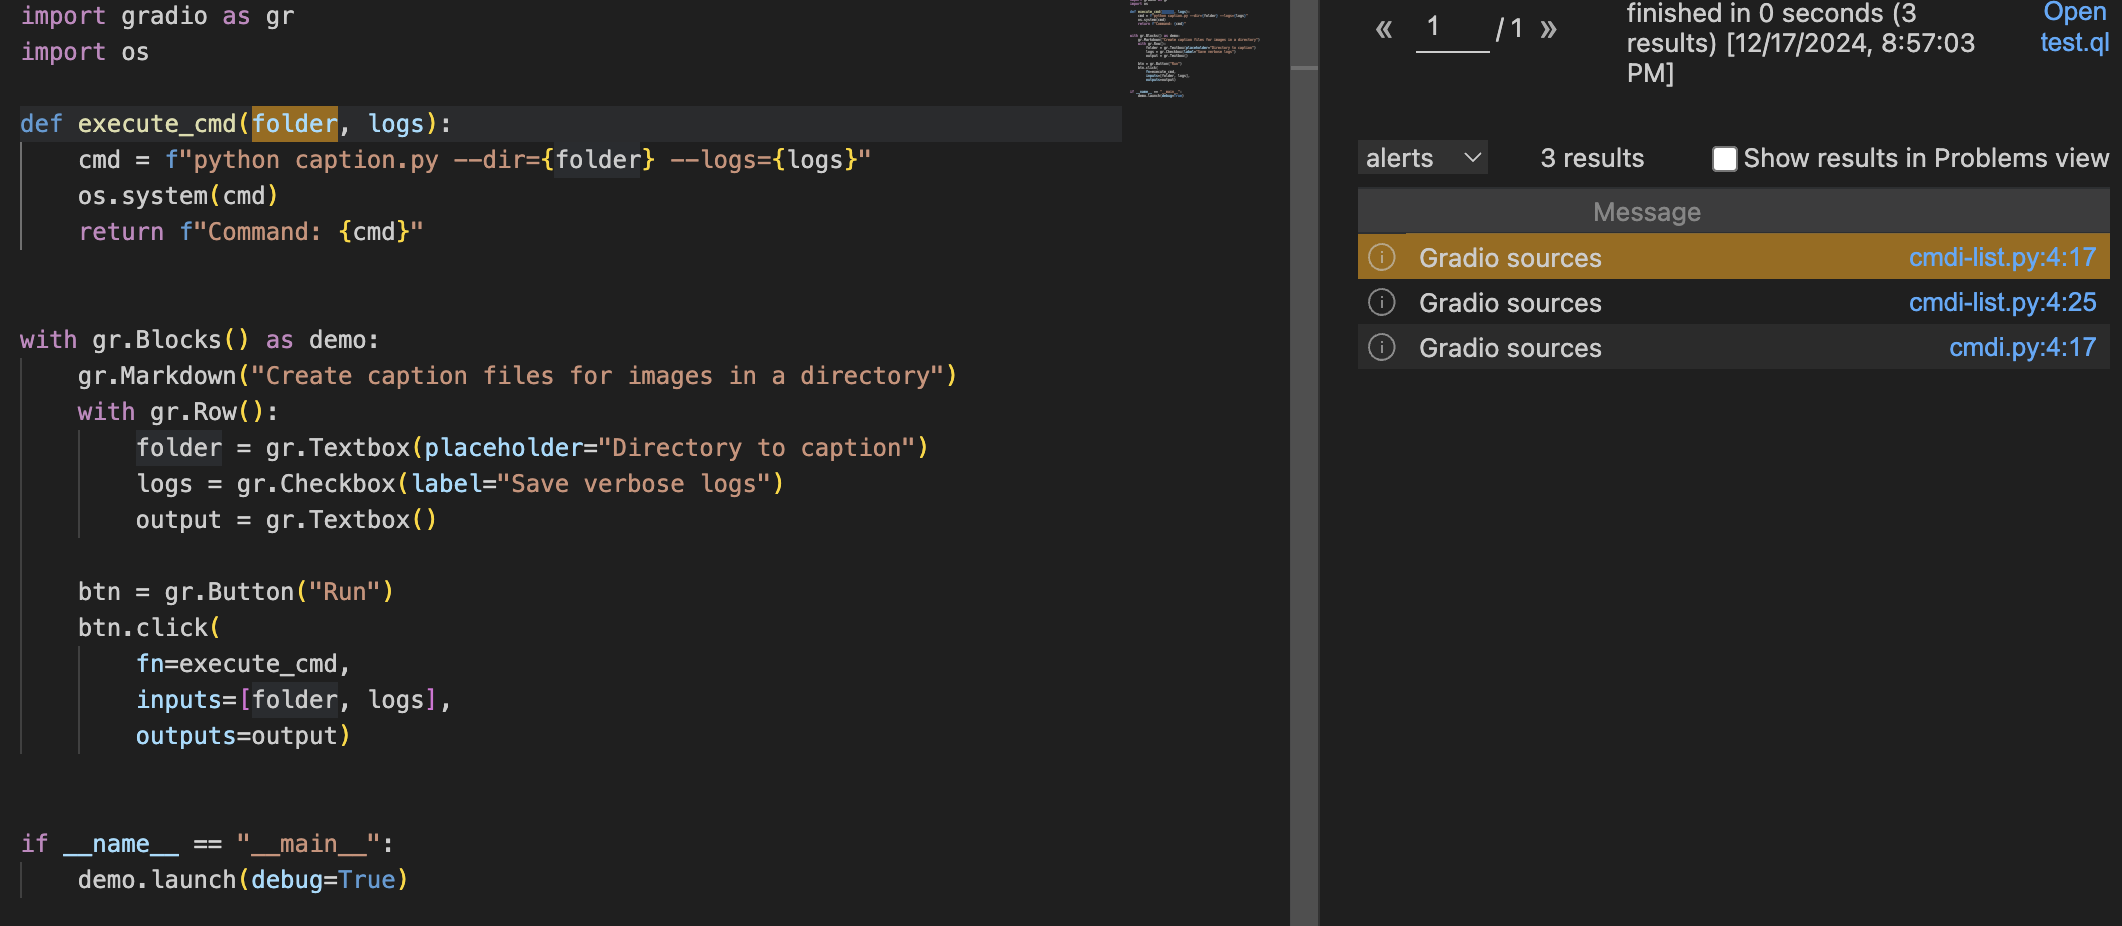 import gradio as gr
import os
def execute_cmd(folder, logs):
    cmd = f"python caption.py --dir={folder} --logs={logs}"
    os.system(cmd)
    return f"Command: {cmd}"
with gr.Blocks() as demo:
    gr.Markdown("Create caption files for images in a directory")
    with gr.Row():
        folder = gr.Textbox(placeholder="Directory to caption")
        logs = gr.Checkbox(label="Save verbose logs")
        output = gr.Textbox()
    btn = gr.Button("Run")
    btn.click(
        fn=execute_cmd,
        inputs=[folder, logs],
        outputs=output)
if __name__ == "__main__":
    demo.launch(debug=True)
« 1 / 1 »
finished in 0 seconds (3
results) [12/17/2024, 8:57:03
PM]
Open
test.ql
alerts 3 results Show results in Problems view
Message
Gradio sources cmdi-list.py:4:17
Gradio sources cmdi-list.py:4:25
Gradio sources cmdi.py:4:17